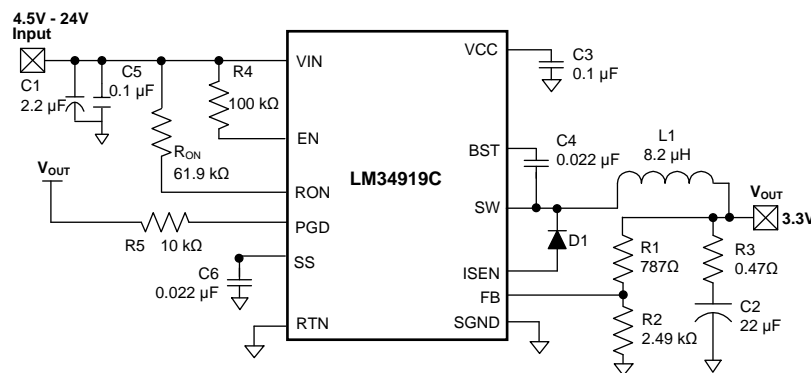 4.5V - 24V
Input
C1
2.2 µF
C5
0.1 µF
R4
100 kΩ
RON
61.9 kΩ
VOUT
R5
10 kΩ
C6
0.022 µF
VIN
EN
RON
PGD
SS
RTN
LM34919C
VCC
BST
SW
ISEN
FB
SGND
C3
0.1 µF
C4
0.022 µF
L1
8.2 µH
D1
VOUT
3.3V
R1
787Ω
R3
0.47Ω
R2
2.49 kΩ
C2
22 µF